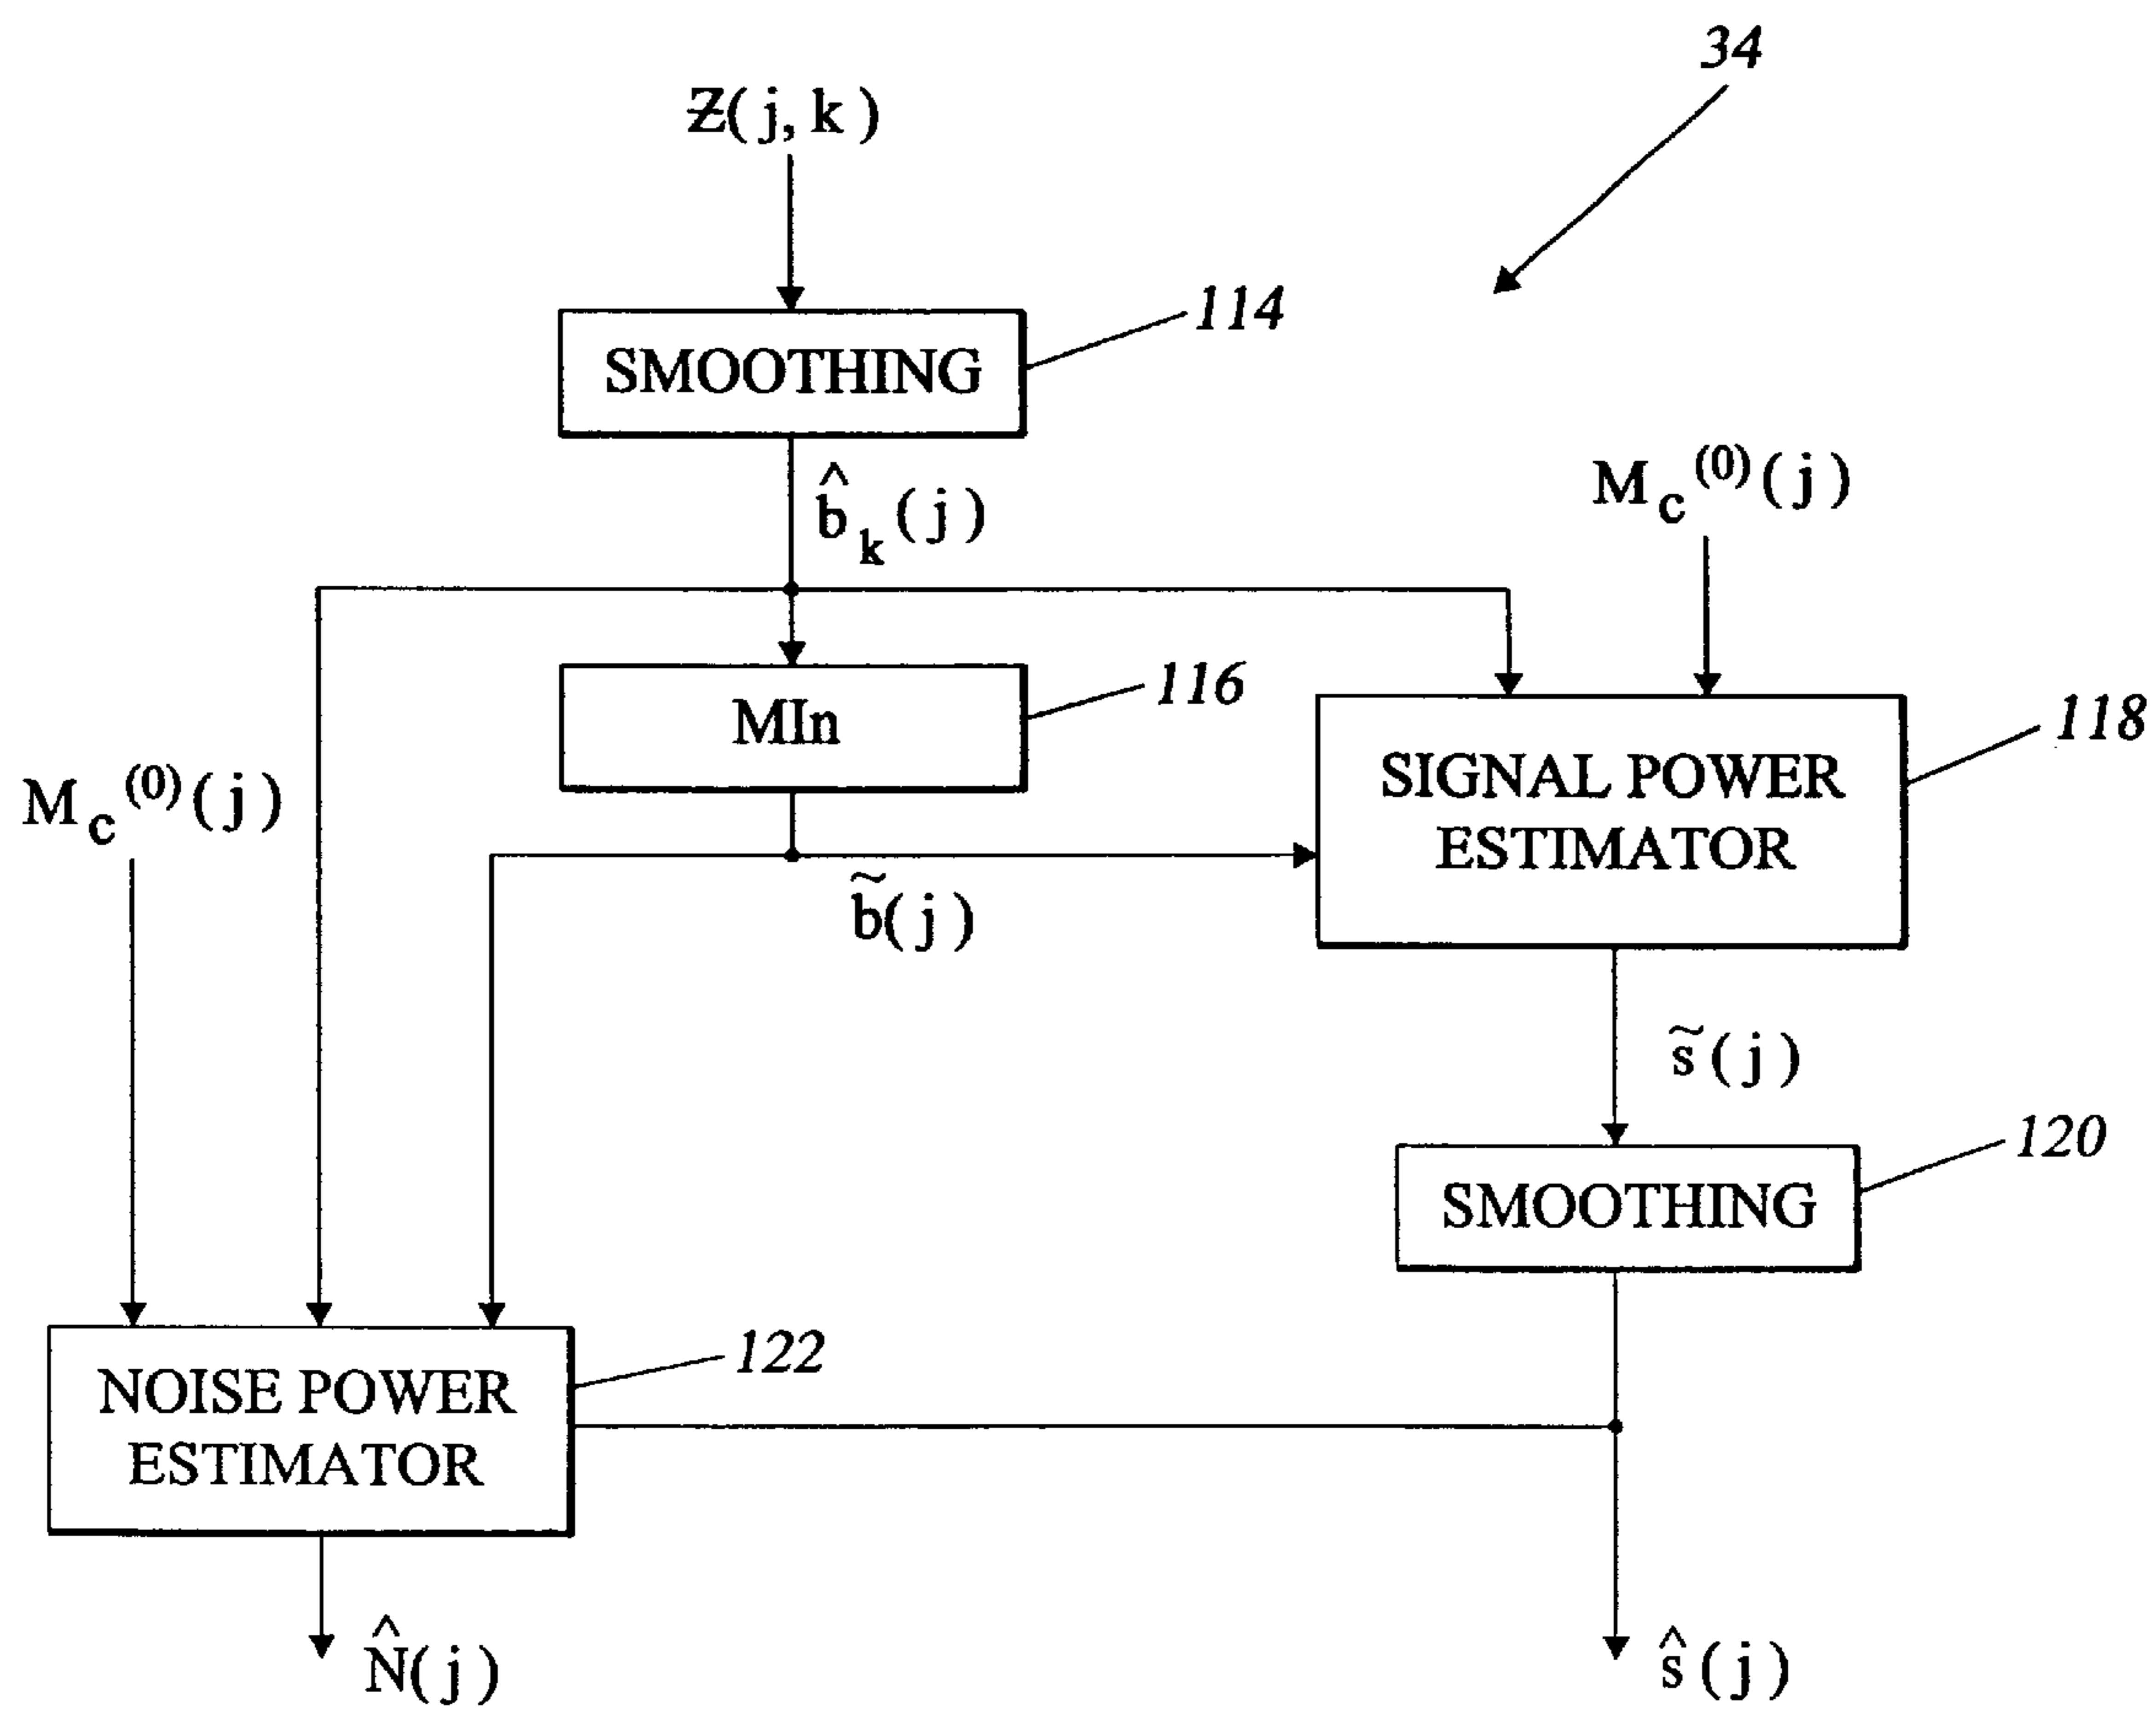 34
Z(j,k)
114
SMOOTHING
b̂k(j)
Mc(0)(j)
116
MIn
118
SIGNAL POWER
ESTIMATOR
Mc(0)(j)
b̃(j)
s̃(j)
120
SMOOTHING
122
NOISE POWER
ESTIMATOR
N̂(j)
ŝ(j)